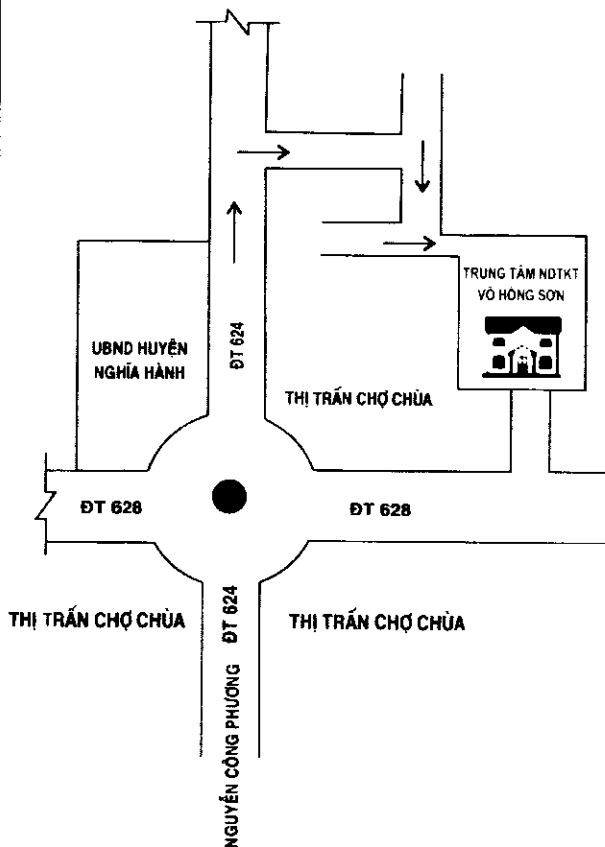 TRUNG TÂM NDTKT
VÕ HỒNG SƠN
UBND HUYỆN
NGHĨA HÀNH
ĐT 624
THỊ TRẤN CHỢ CHÙA
ĐT 628
ĐT 628
THỊ TRẤN CHỢ CHÙA
THỊ TRẤN CHỢ CHÙA
NGUYỄN CÔNG PHƯƠNG ĐT 624